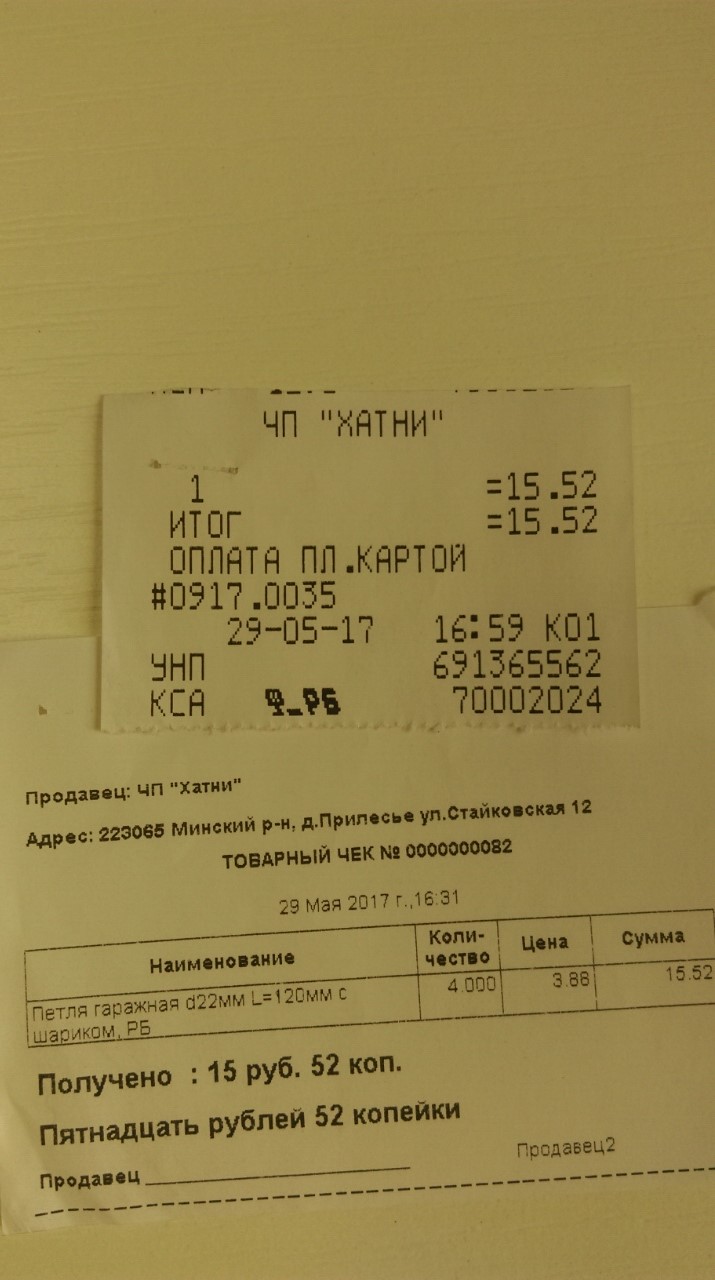 ЧП "ХАТНИ"
1 =15.52
ИТОГ =15.52
ОПЛАТА ПЛ.КАРТОЙ
#0917.0035
29-05-17 16:59 К01
УНП 691365562
КСА 70002024
Продавец: ЧП "Хатни"
Адрес: 223065 Минский р-н, д.Прилесье ул.Стайковская 12
ТОВАРНЫЙ ЧЕК № 0000000082
29 Мая 2017 г.,16:31
Наименование Коли-чество Цена Сумма
Петля гаражная d22мм L=120мм с 4.000 3.88 15.52
шариком, РБ
Получено : 15 руб. 52 коп.
Пятнадцать рублей 52 копейки
Продавец Продавец2